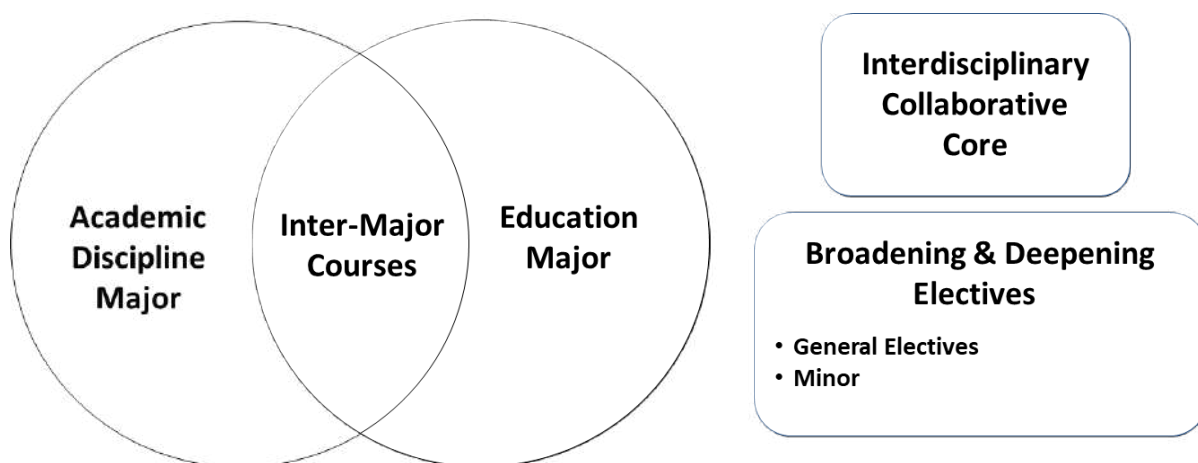 Academic
Discipline
Major
Inter-Major
Courses
Education
Major
Interdisciplinary
Collaborative
Core
Broadening & Deepening
Electives
• General Electives
• Minor